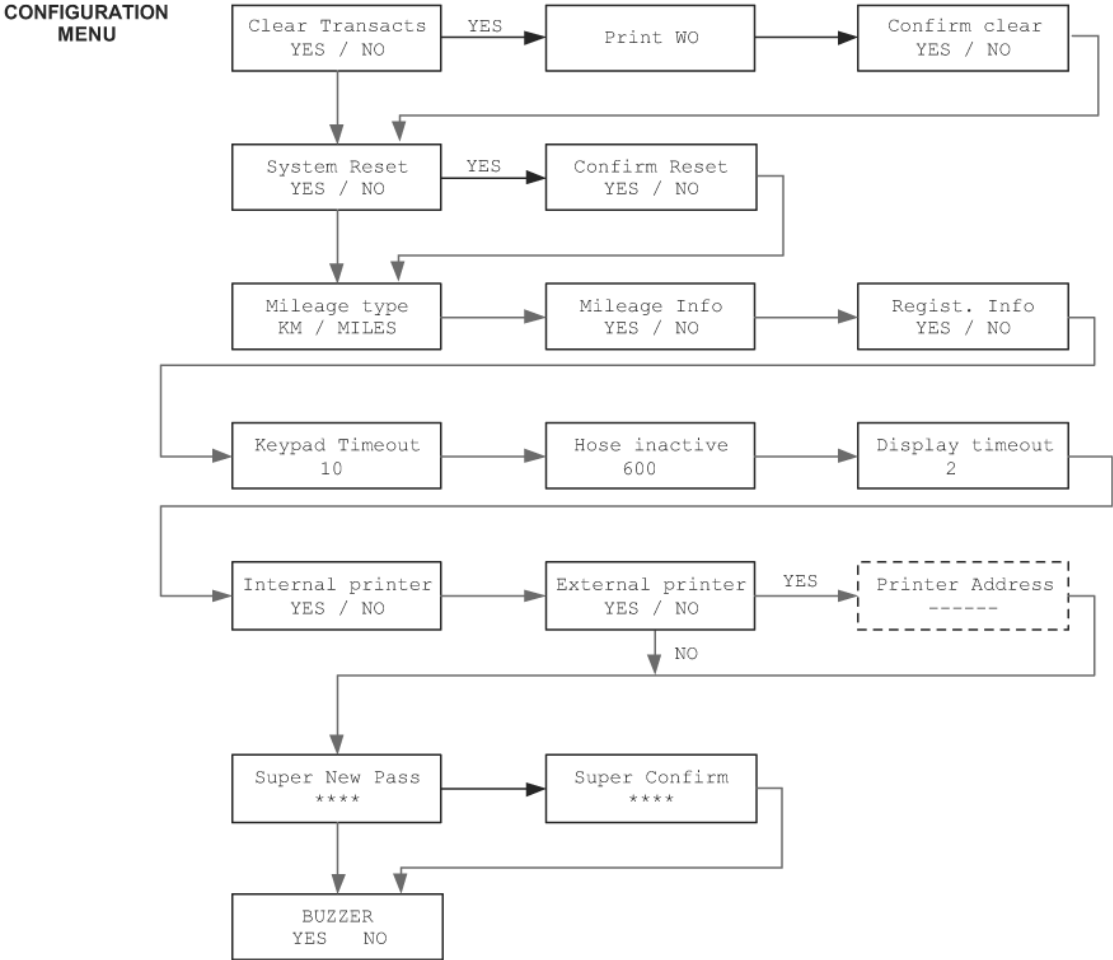 CONFIGURATION
MENU
Clear Transacts
YES / NO
YES
Print WO
Confirm clear
YES / NO
System Reset
YES / NO
YES
Confirm Reset
YES / NO
Mileage type
KM / MILES
Mileage Info
YES / NO
Regist. Info
YES / NO
Keypad Timeout
10
Hose inactive
600
Display timeout
2
Internal printer
YES / NO
External printer
YES / NO
YES
Printer Address
------
NO
Super New Pass
****
Super Confirm
****
BUZZER
YES NO